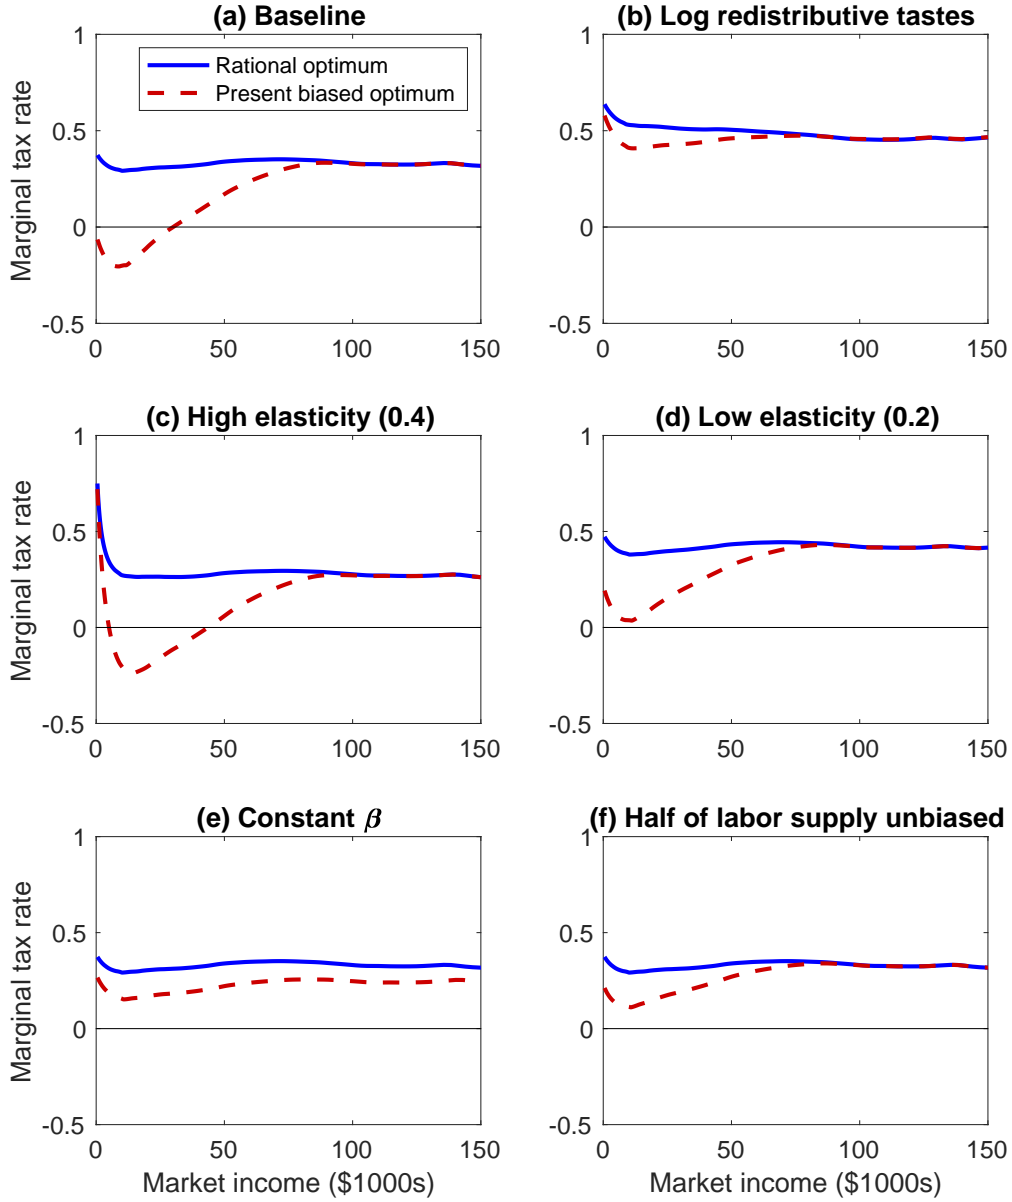 (a) Baseline
(b) Log redistributive tastes
Marginal tax rate
1
0.5
0
-0.5
Rational optimum
Present biased optimum
0 50 100 150
1
0.5
0
-0.5
0 50 100 150
(c) High elasticity (0.4)
(d) Low elasticity (0.2)
Marginal tax rate
1
0.5
0
-0.5
0 50 100 150
1
0.5
0
-0.5
0 50 100 150
(e) Constant β
(f) Half of labor supply unbiased
Marginal tax rate
1
0.5
0
-0.5
0 50 100 150
Market income ($1000s)
1
0.5
0
-0.5
0 50 100 150
Market income ($1000s)